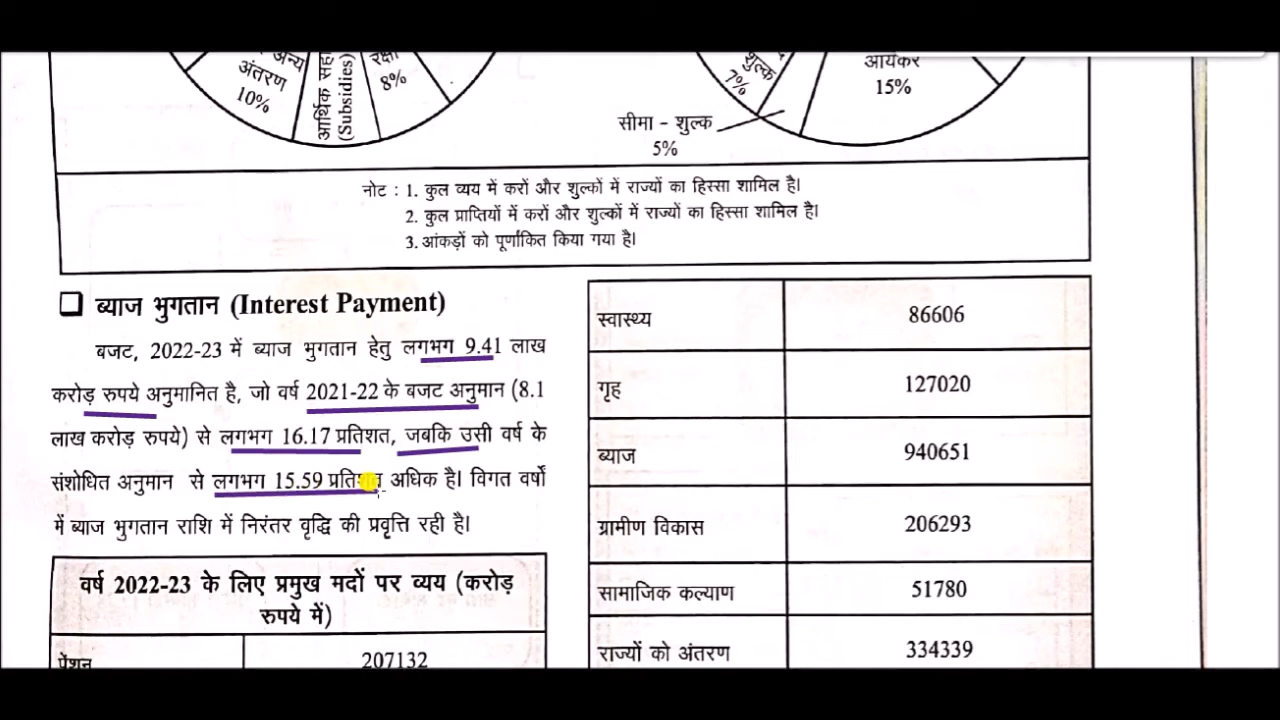 अन्य
अंतरण
10%
आर्थिक सहा
(Subsidies)
रक्षा
8%
शुल्क
7%
आयकर
15%
सीमा - शुल्क
5%
नोट : 1. कुल व्यय में करों और शुल्कों में राज्यों का हिस्सा शामिल है।
2. कुल प्राप्तियों में करों और शुल्कों में राज्यों का हिस्सा शामिल है।
3. आंकड़ों को पूर्णांकित किया गया है।
❑ ब्याज भुगतान (Interest Payment)
बजट, 2022-23 में ब्याज भुगतान हेतु लगभग 9.41 लाख
करोड़ रुपये अनुमानित है, जो वर्ष 2021-22 के बजट अनुमान (8.1
लाख करोड़ रुपये) से लगभग 16.17 प्रतिशत, जबकि उसी वर्ष के
संशोधित अनुमान से लगभग 15.59 प्रतिशत अधिक है। विगत वर्षों
में ब्याज भुगतान राशि में निरंतर वृद्धि की प्रवृत्ति रही है।
वर्ष 2022-23 के लिए प्रमुख मदों पर व्यय (करोड़
रुपये में)
पेंशन 207132
स्वास्थ्य 86606
गृह 127020
ब्याज 940651
ग्रामीण विकास 206293
सामाजिक कल्याण 51780
राज्यों को अंतरण 334339